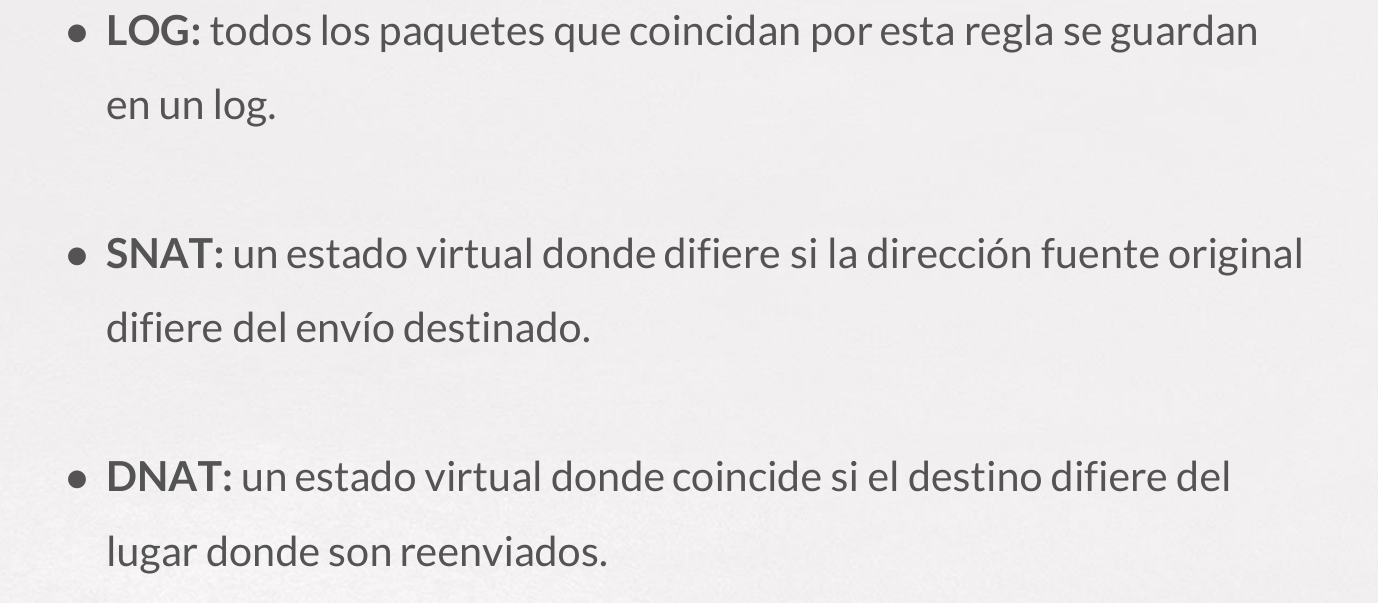 ● LOG: todos los paquetes que coincidan por esta regla se guardan
en un log.
● SNAT: un estado virtual donde difiere si la dirección fuente original
difiere del envío destinado.
● DNAT: un estado virtual donde coincide si el destino difiere del
lugar donde son reenviados.